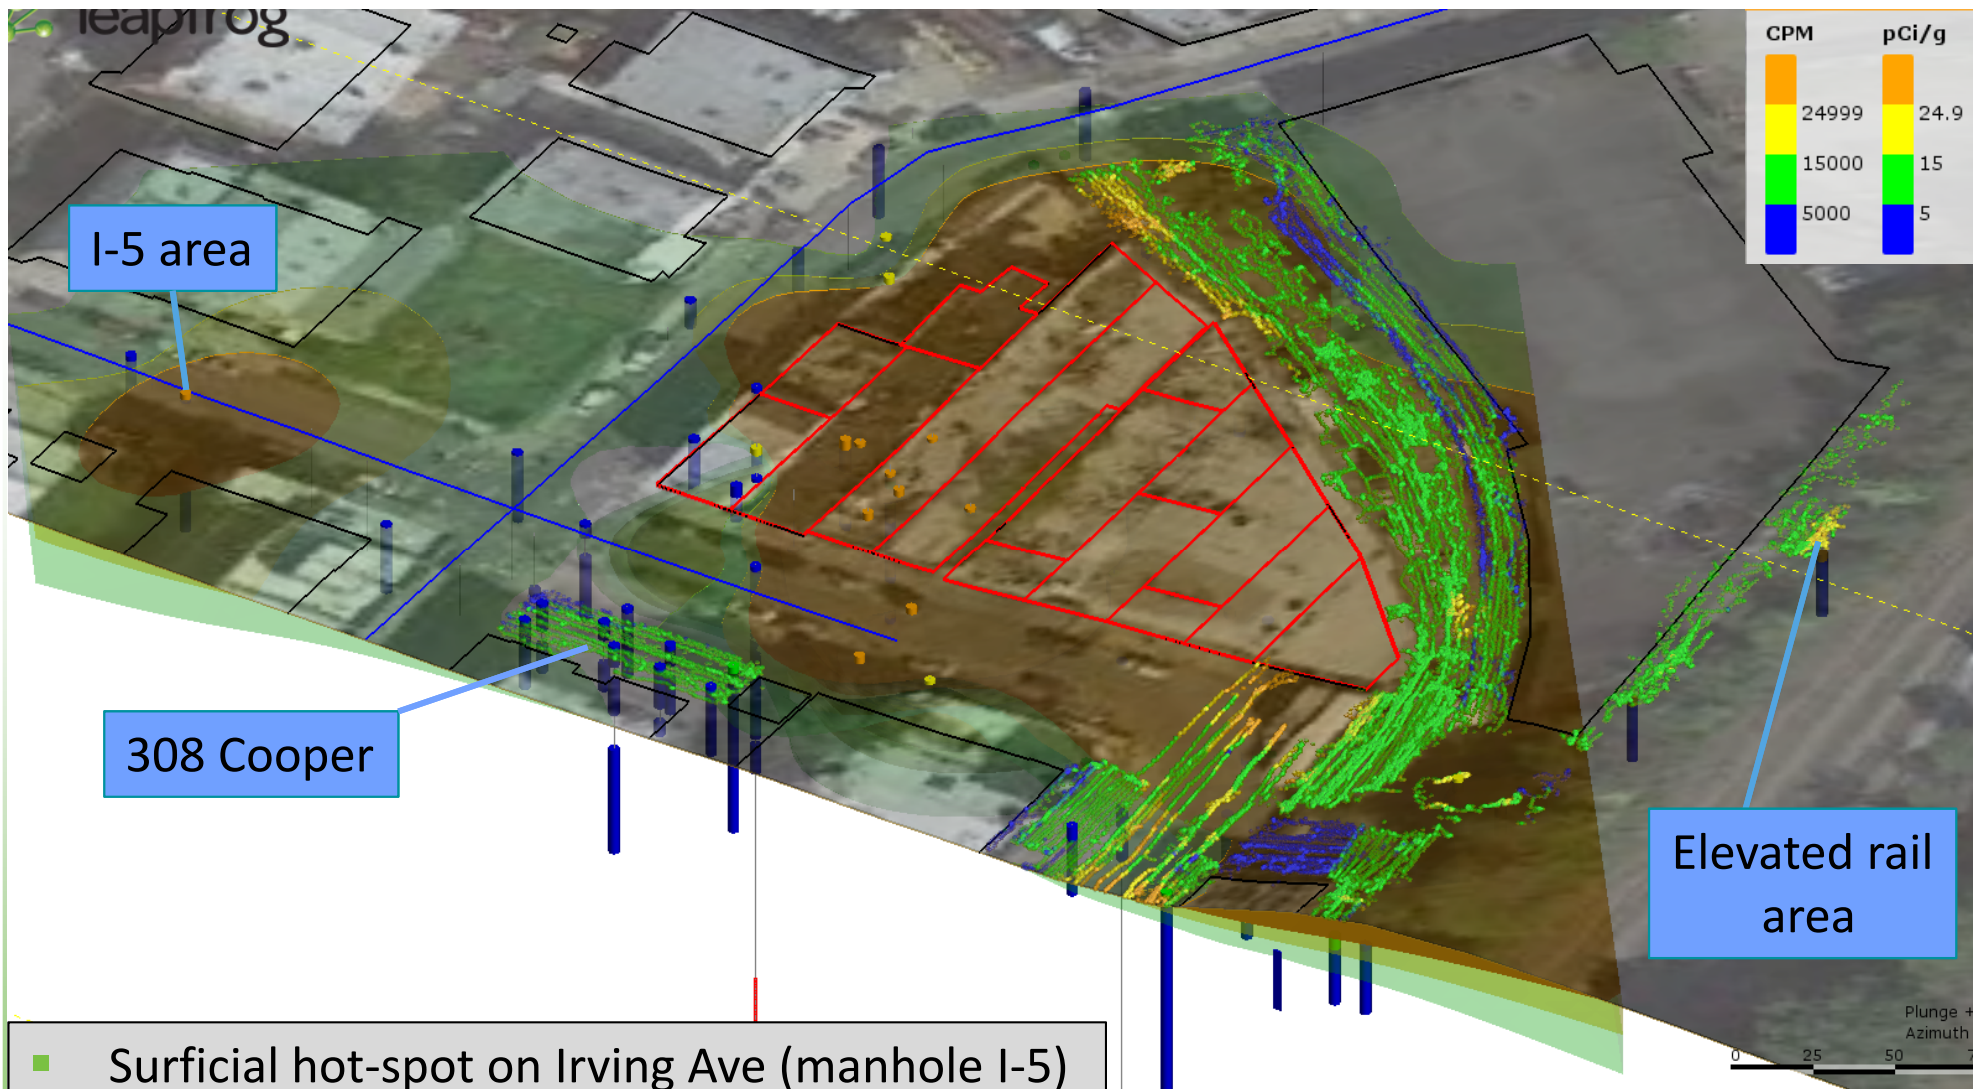 leapfrog
CPM pCi/g
24999 24.9
15000 15
5000 5
I-5 area
308 Cooper
Elevated rail
area
Plunge +
Azimuth
0 25 50 7
▪ Surficial hot-spot on Irving Ave (manhole I-5)